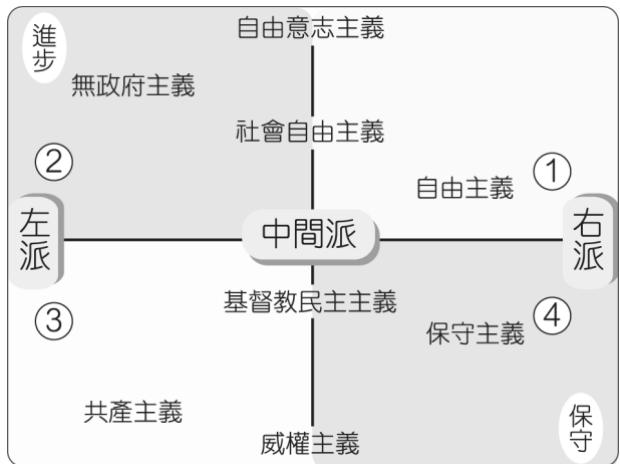 自由意志主義
進步
無政府主義
社會自由主義
②
①
自由主義
左派
中間派
右派
③
基督教民主主義
④
保守主義
共產主義
保守
威權主義